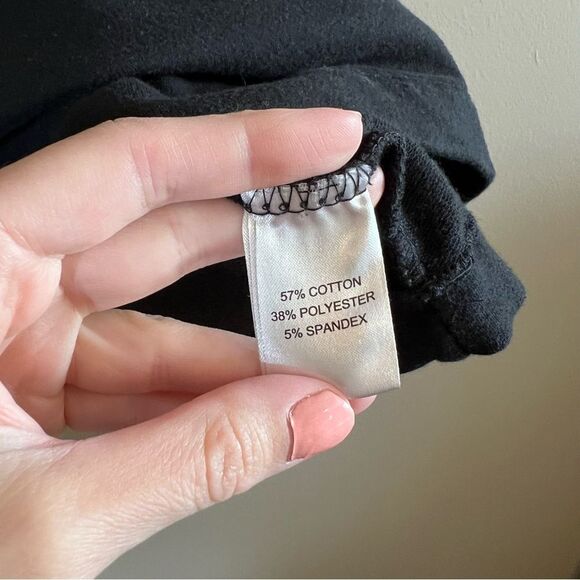 57% COTTON
38% POLYESTER
5% SPANDEX